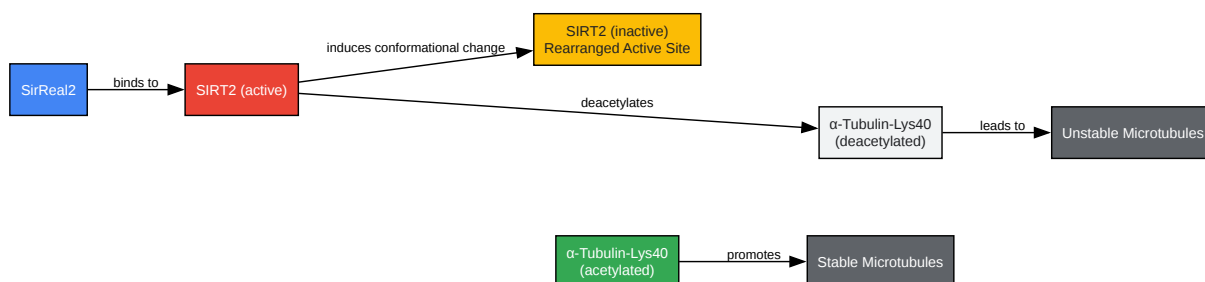 SIRT2 (inactive)
Rearranged Active Site
induces conformational change
SirReal2
binds to
SIRT2 (active)
deacetylates
α-Tubulin-Lys40
(deacetylated)
leads to
Unstable Microtubules
α-Tubulin-Lys40
(acetylated)
promotes
Stable Microtubules